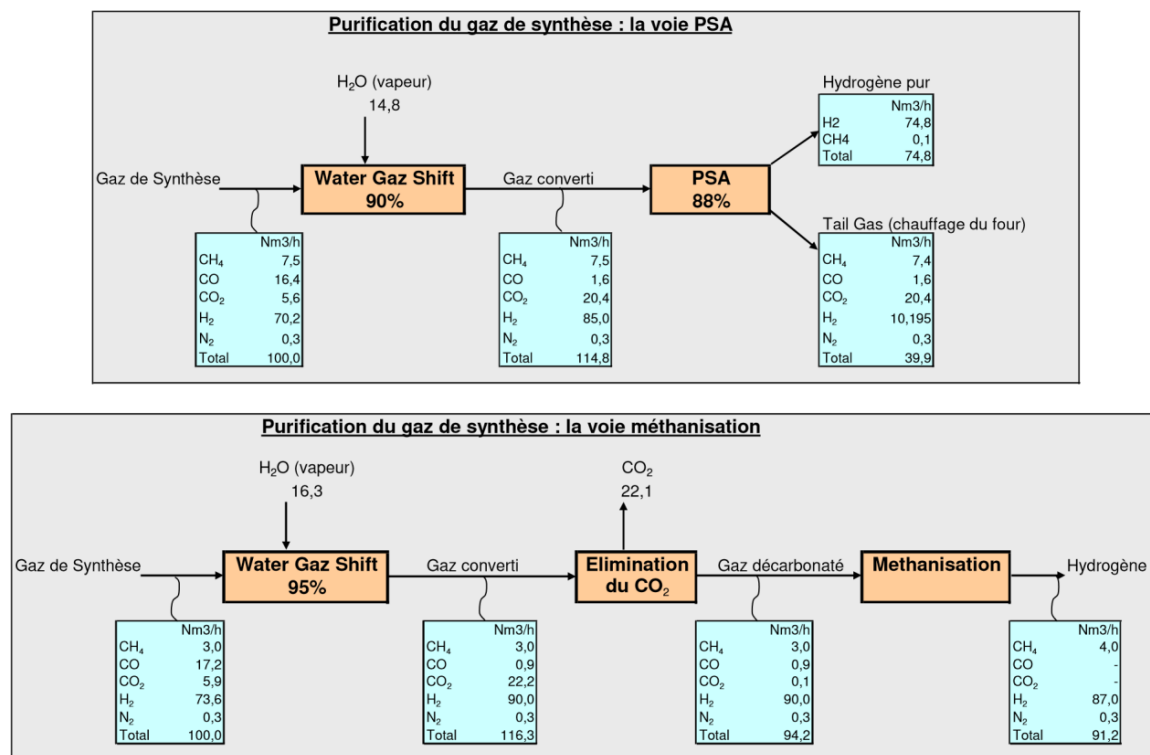 Purification du gaz de synthèse : la voie PSA
H₂O (vapeur)
14,8
Gaz de Synthèse
Water Gaz Shift
90%
Gaz converti
PSA
88%
Hydrogène pur
Nm3/h
H2 74,8
CH4 0,1
Total 74,8
Tail Gas (chauffage du four)
Nm3/h
CH₄ 7,5
CO 16,4
CO₂ 5,6
H₂ 70,2
N₂ 0,3
Total 100,0
Nm3/h
CH₄ 7,5
CO 1,6
CO₂ 20,4
H₂ 85,0
N₂ 0,3
Total 114,8
Nm3/h
CH₄ 7,4
CO 1,6
CO₂ 20,4
H₂ 10,195
N₂ 0,3
Total 39,9
Purification du gaz de synthèse : la voie méthanisation
H₂O (vapeur)
16,3
CO₂
22,1
Gaz de Synthèse
Water Gaz Shift
95%
Gaz converti
Elimination
du CO₂
Gaz décarbonaté
Methanisation
Hydrogène
Nm3/h
CH₄ 3,0
CO 17,2
CO₂ 5,9
H₂ 73,6
N₂ 0,3
Total 100,0
Nm3/h
CH₄ 3,0
CO 0,9
CO₂ 22,2
H₂ 90,0
N₂ 0,3
Total 116,3
Nm3/h
CH₄ 3,0
CO 0,9
CO₂ 0,1
H₂ 90,0
N₂ 0,3
Total 94,2
Nm3/h
CH₄ 4,0
CO -
CO₂ -
H₂ 87,0
N₂ 0,3
Total 91,2